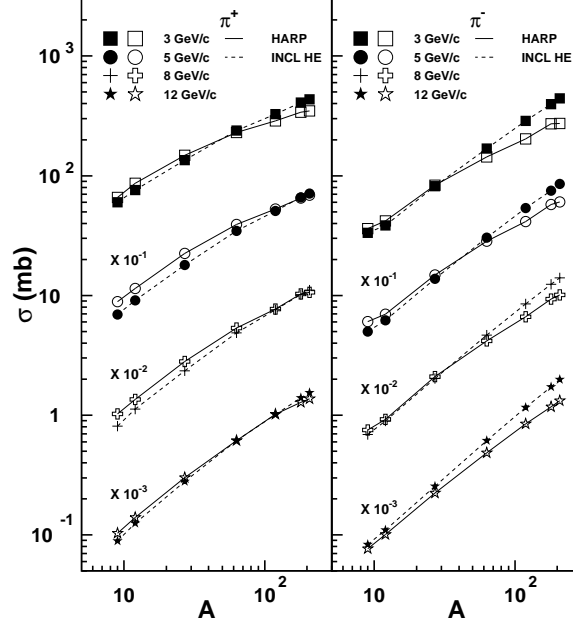 π+
3 GeV/c
HARP
5 GeV/c
INCL HE
8 GeV/c
12 GeV/c
π-
3 GeV/c
HARP
5 GeV/c
INCL HE
8 GeV/c
12 GeV/c
σ (mb)
10^3
10^2
10
1
10^-1
X 10^-1
X 10^-2
X 10^-3
X 10^-1
X 10^-2
X 10^-3
10
10^2
10
10^2
A
A